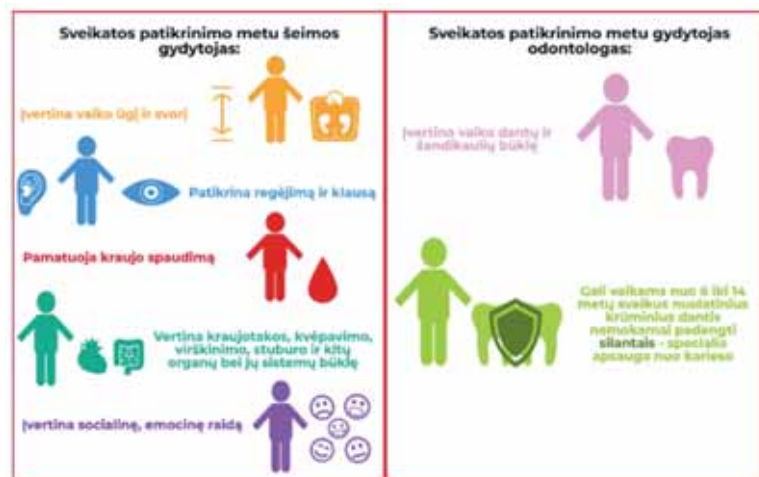 Sveikatos patikrinimo metu šeimos
gydytojas:
Įvertina vaiko ūgį ir svorį
Patikrina regėjimą ir klausą
Pamatuoja kraujo spaudimą
Vertina kraujotakos, kvėpavimo,
virškinimo, stuburo ir kitų
organų bei jų sistemų būklę
Įvertina socialinę, emocinę raidą
Sveikatos patikrinimo metu gydytojas
odontologas:
Įvertina vaiko dantų ir
žandikaulių būklę
Gali vaikams nuo 6 iki 14
metų sveikus nuolatinius
krūminius dantis
nemokamai padengti
silantais - specialia
apsauga nuo karieso